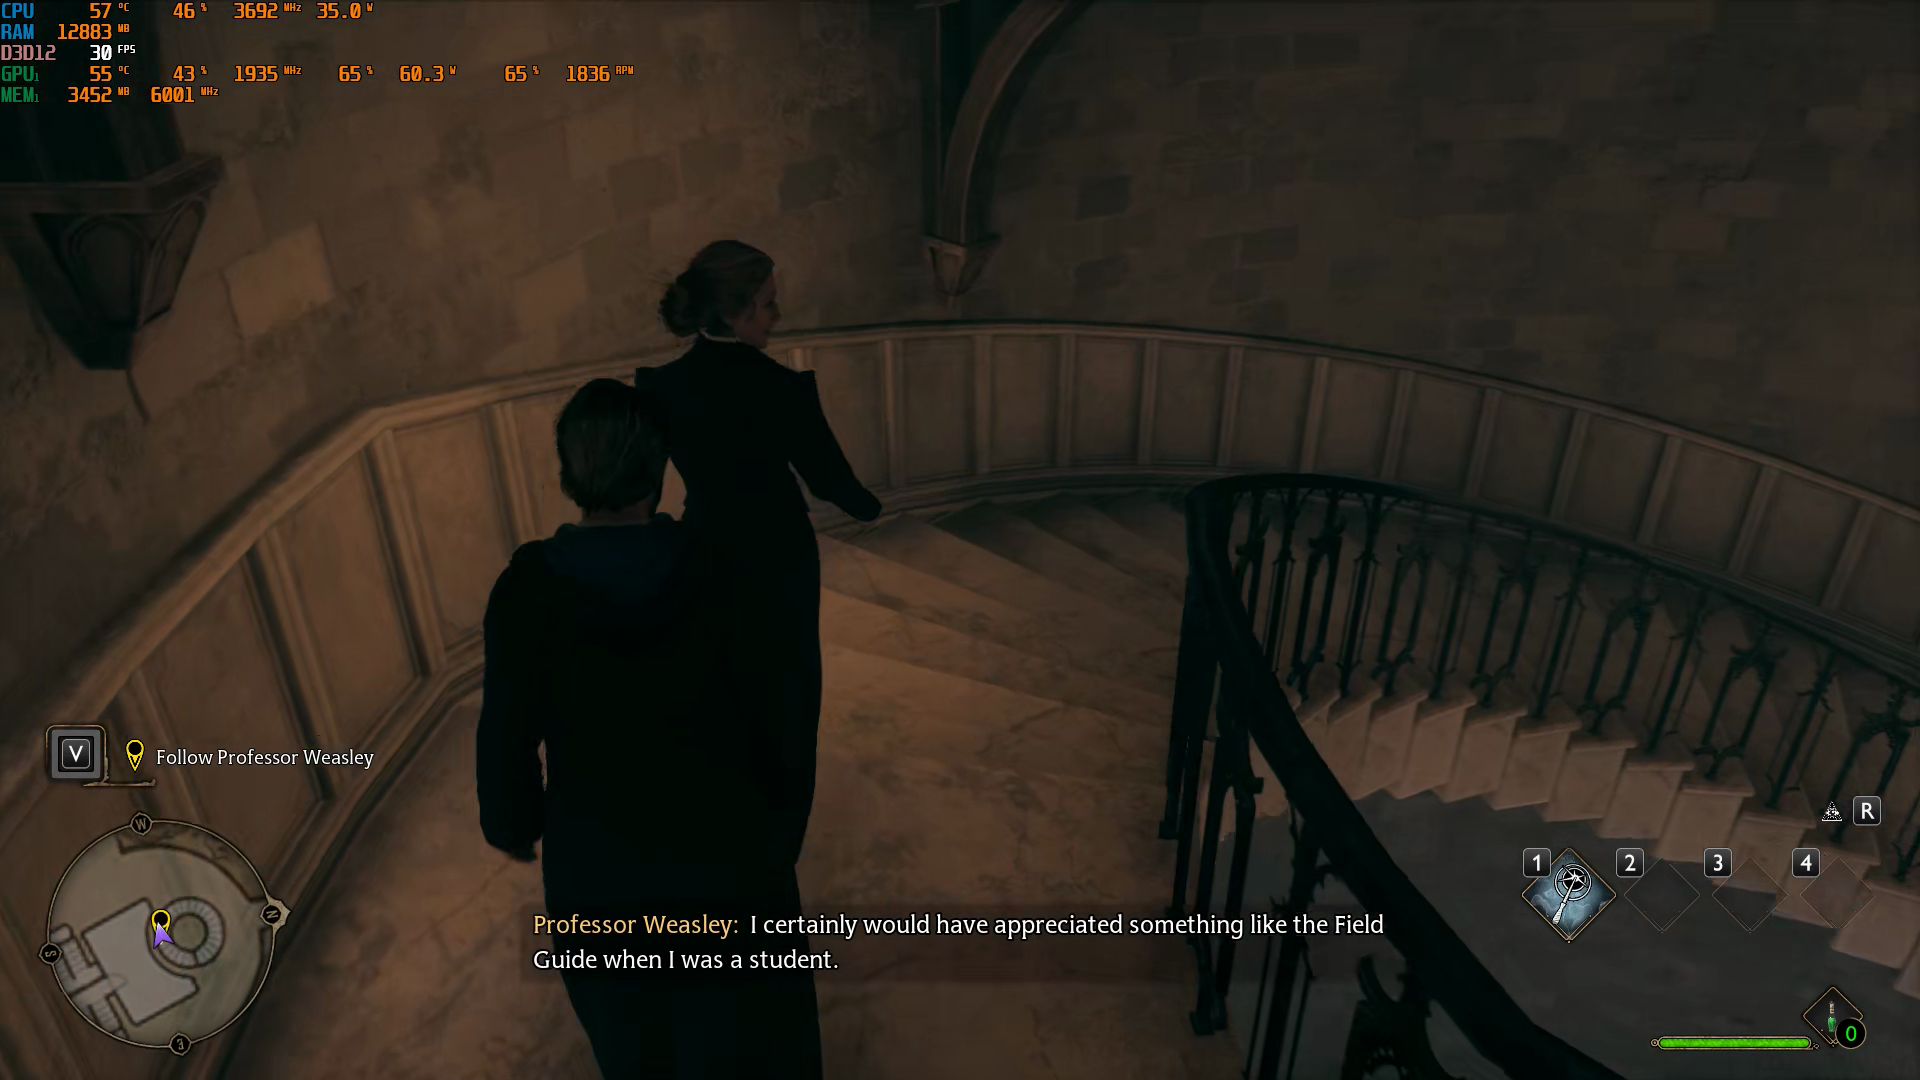 CPU 57 °C 46 % 3692 MHz 35.0 W
RAM 12883 MB
D3D12 30 FPS
GPU1 55 °C 43 % 1935 MHz 65 % 60.3 W 65 % 1836 RPM
MEM1 3452 MB 6001 MHz
V Follow Professor Weasley
W
N
S
E
R
1 2 3 4
Professor Weasley: I certainly would have appreciated something like the Field
Guide when I was a student.
0